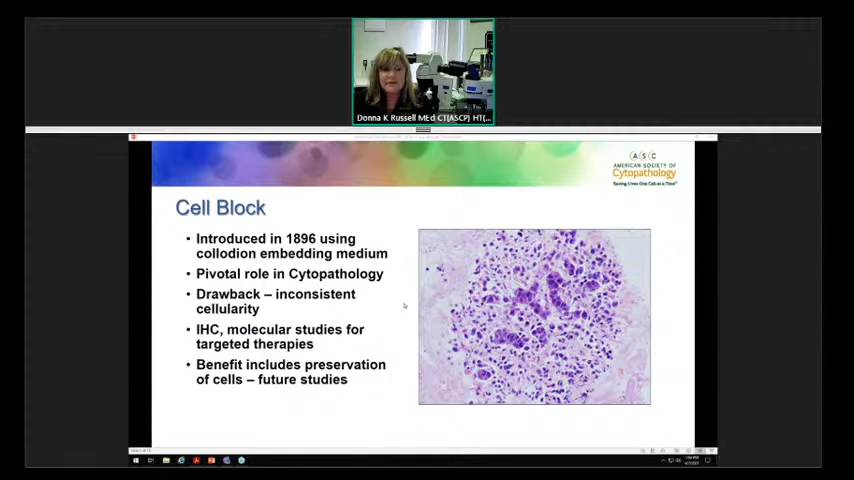 Donna K Russell MEd CT(ASCP) HT(...
ASC
AMERICAN SOCIETY OF
Cytopathology
Saving Lives One Cell at a Time™
Cell Block
• Introduced in 1896 using
collodion embedding medium
• Pivotal role in Cytopathology
• Drawback – inconsistent
cellularity
• IHC, molecular studies for
targeted therapies
• Benefit includes preservation
of cells – future studies